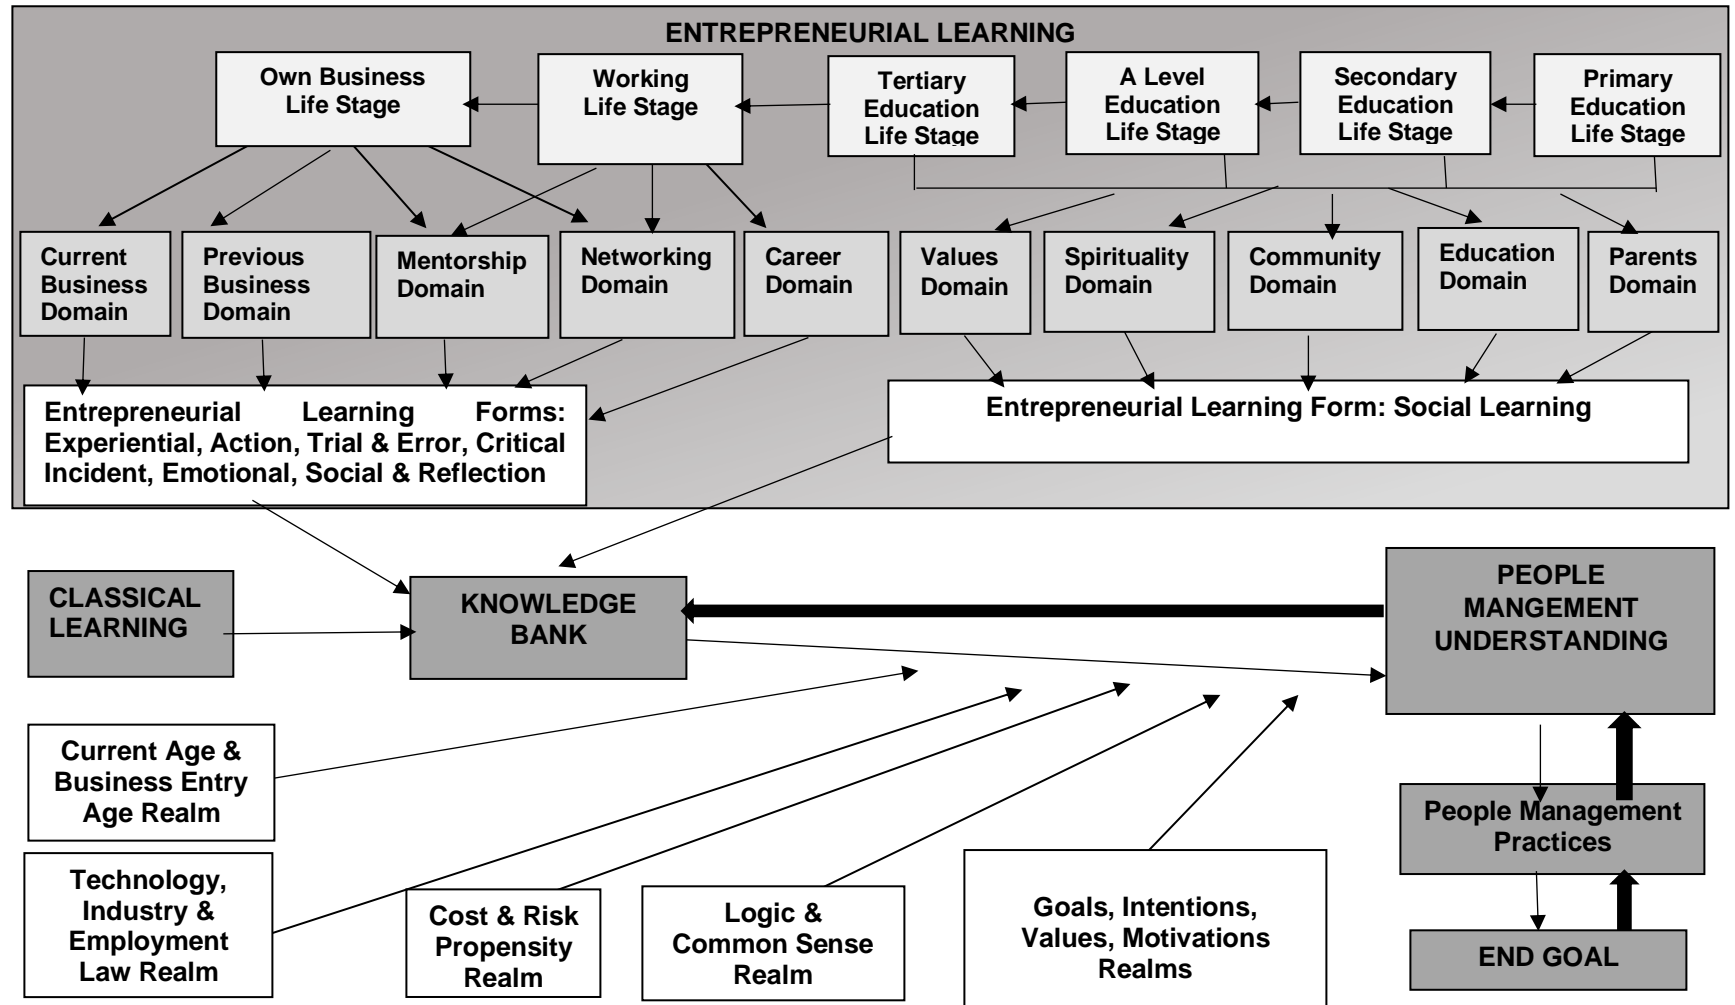 ENTREPRENEURIAL LEARNING
Own Business
Life Stage
Working
Life Stage
Tertiary
Education
Life Stage
A Level
Education
Life Stage
Secondary
Education
Life Stage
Primary
Education
Life Stage
Current
Business
Domain
Previous
Business
Domain
Mentorship
Domain
Networking
Domain
Career
Domain
Values
Domain
Spirituality
Domain
Community
Domain
Education
Domain
Parents
Domain
Entrepreneurial Learning Forms:
Experiential, Action, Trial & Error, Critical
Incident, Emotional, Social & Reflection
Entrepreneurial Learning Form: Social Learning
CLASSICAL
LEARNING
KNOWLEDGE
BANK
PEOPLE
MANGEMENT
UNDERSTANDING
Current Age &
Business Entry
Age Realm
People Management
Practices
Technology,
Industry &
Employment
Law Realm
Cost & Risk
Propensity
Realm
Logic &
Common Sense
Realm
Goals, Intentions,
Values, Motivations
Realms
END GOAL